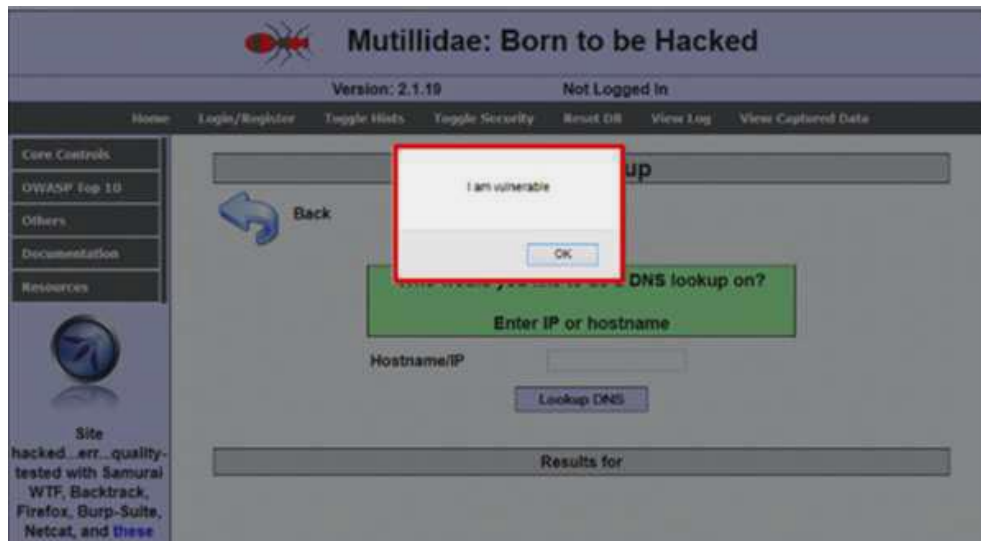 Mutillidae: Born to be Hacked
Version: 2.1.19 Not Logged In
Home Login/Register Toggle Hints Toggle Security Reset DB View Log View Captured Data
Core Controls
OWASP Top 10
Others
Documentation
Resources
Site
hacked...err...quality-
tested with Samurai
WTF, Backtrack,
Firefox, Burp-Suite,
Netcat, and these
up
I am vulnerable
OK
Back
DNS lookup on?
Enter IP or hostname
Hostname/IP
Lookup DNS
Results for